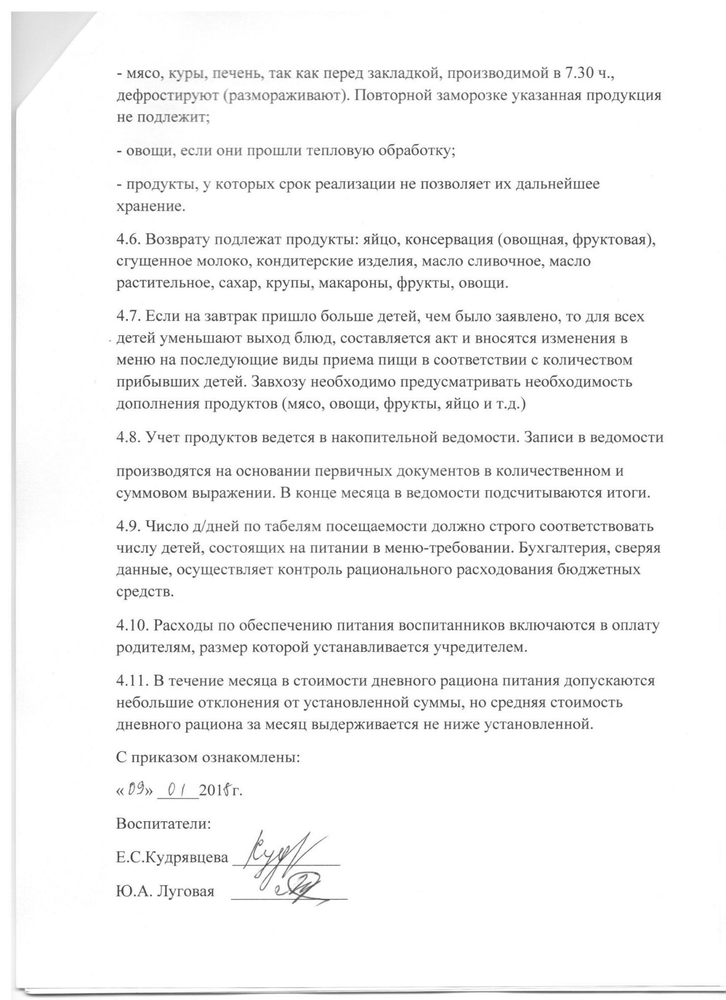 - мясо, куры, печень, так как перед закладкой, производимой в 7.30 ч.,
дефростируют (размораживают). Повторной заморозке указанная продукция
не подлежит;
- овощи, если они прошли тепловую обработку;
- продукты, у которых срок реализации не позволяет их дальнейшее
хранение.
4.6. Возврату подлежат продукты: яйцо, консервация (овощная, фруктовая),
сгущенное молоко, кондитерские изделия, масло сливочное, масло
растительное, сахар, крупы, макароны, фрукты, овощи.
4.7. Если на завтрак пришло больше детей, чем было заявлено, то для всех
детей уменьшают выход блюд, составляется акт и вносятся изменения в
меню на последующие виды приема пищи в соответствии с количеством
прибывших детей. Завхозу необходимо предусматривать необходимость
дополнения продуктов (мясо, овощи, фрукты, яйцо и т.д.)
4.8. Учет продуктов ведется в накопительной ведомости. Записи в ведомости
производятся на основании первичных документов в количественном и
суммовом выражении. В конце месяца в ведомости подсчитываются итоги.
4.9. Число д/дней по табелям посещаемости должно строго соответствовать
числу детей, состоящих на питании в меню-требовании. Бухгалтерия, сверяя
данные, осуществляет контроль рационального расходования бюджетных
средств.
4.10. Расходы по обеспечению питания воспитанников включаются в оплату
родителям, размер которой устанавливается учредителем.
4.11. В течение месяца в стоимости дневного рациона питания допускаются
небольшие отклонения от установленной суммы, но средняя стоимость
дневного рациона за месяц выдерживается не ниже установленной.
С приказом ознакомлены:
«09» 01 2018г.
Воспитатели:
Е.С.Кудрявцева
Ю.А. Луговая